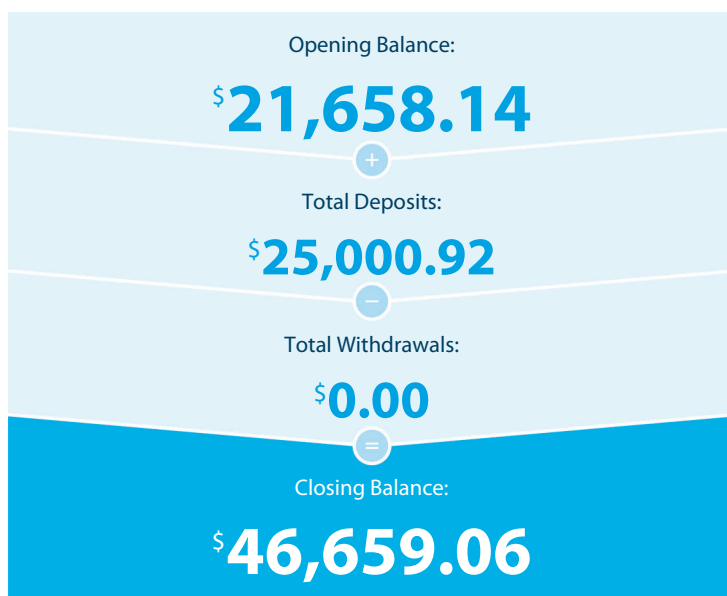 Opening Balance:
$21,658.14
+
Total Deposits:
$25,000.92
−
Total Withdrawals:
$0.00
=
Closing Balance:
$46,659.06